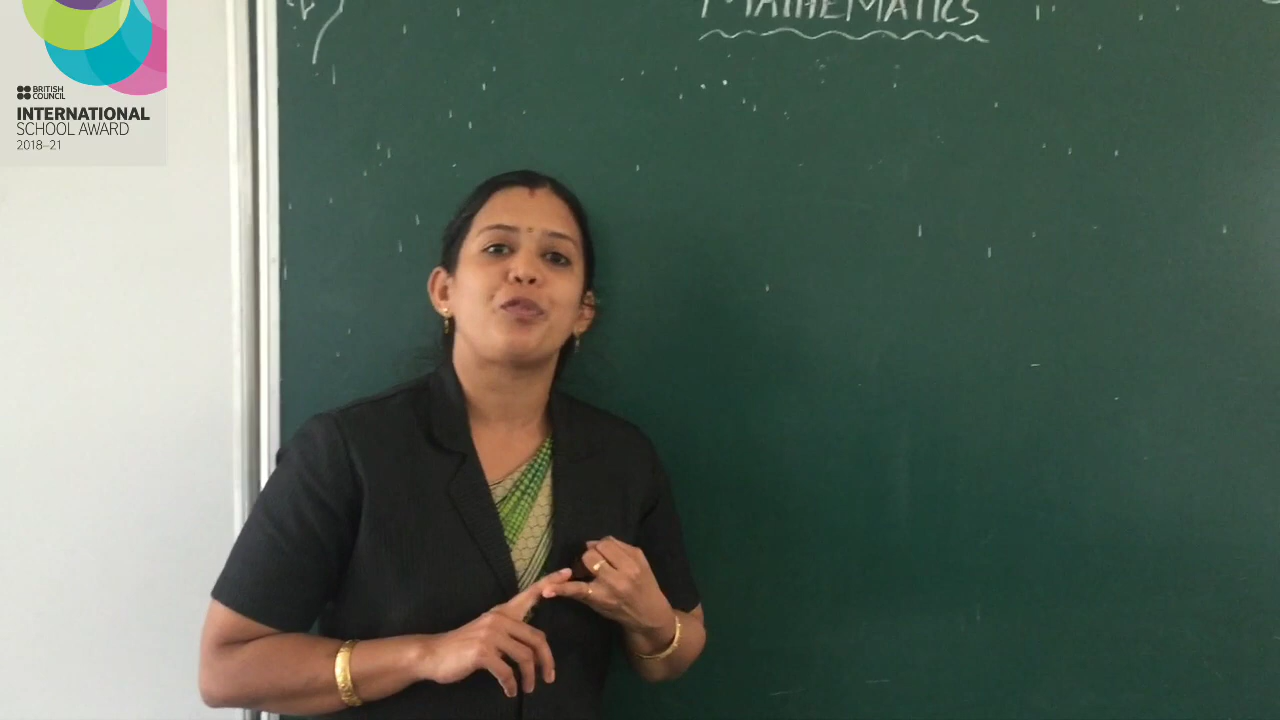 MATHEMATICS
BRITISH
COUNCIL
INTERNATIONAL
SCHOOL AWARD
2018–21